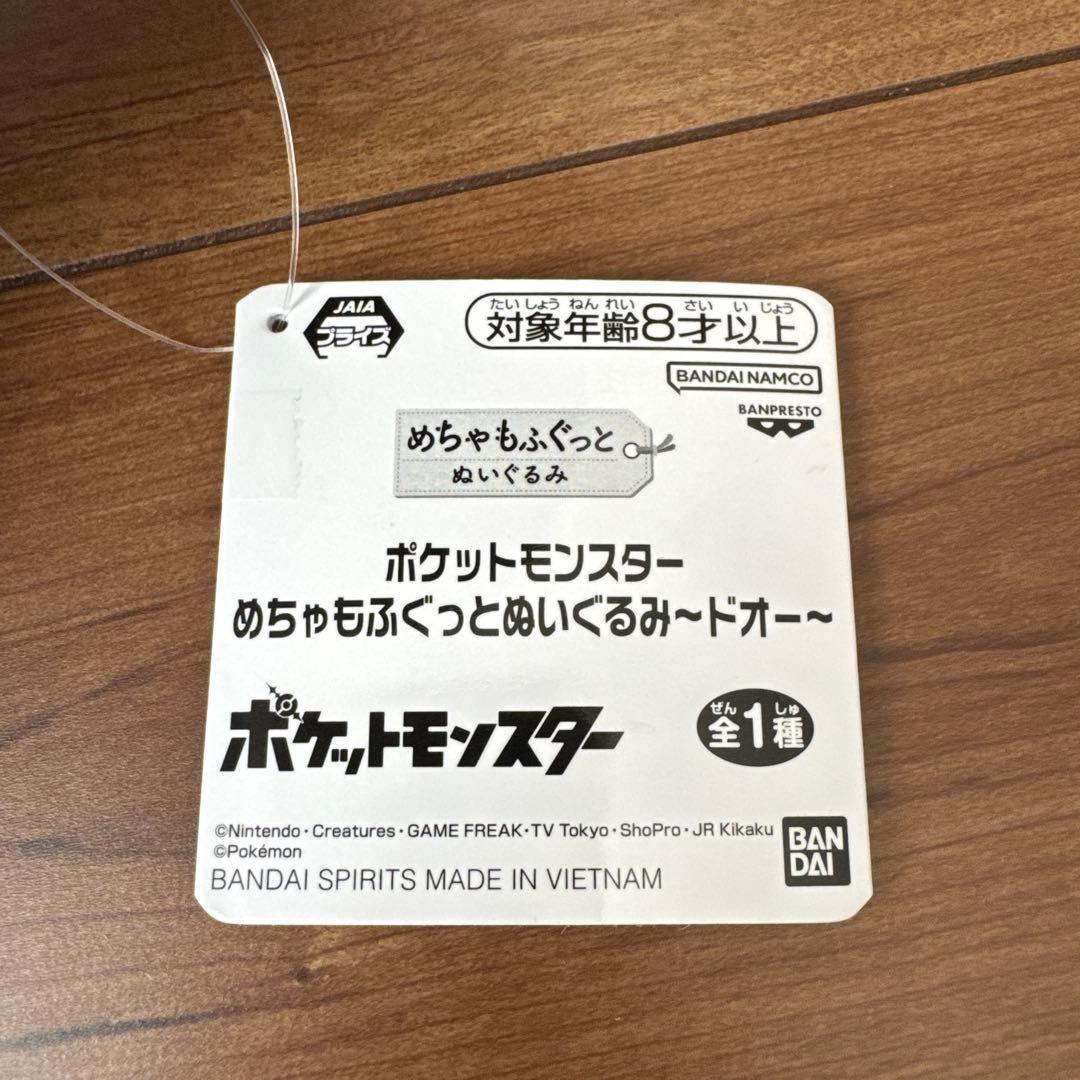 JAIA
プライズ
たいしょうねんれい さいいじょう
対象年齢8才以上
BANDAI NAMCO
BANPRESTO
めちゃもふぐっと
ぬいぐるみ
ポケットモンスター
めちゃもふぐっとぬいぐるみ〜ドオー〜
ポケットモンスター
ぜん しゅ
全1種
©Nintendo・Creatures・GAME FREAK・TV Tokyo・ShoPro・JR Kikaku
©Pokémon
BANDAI SPIRITS MADE IN VIETNAM
BAN
DAI